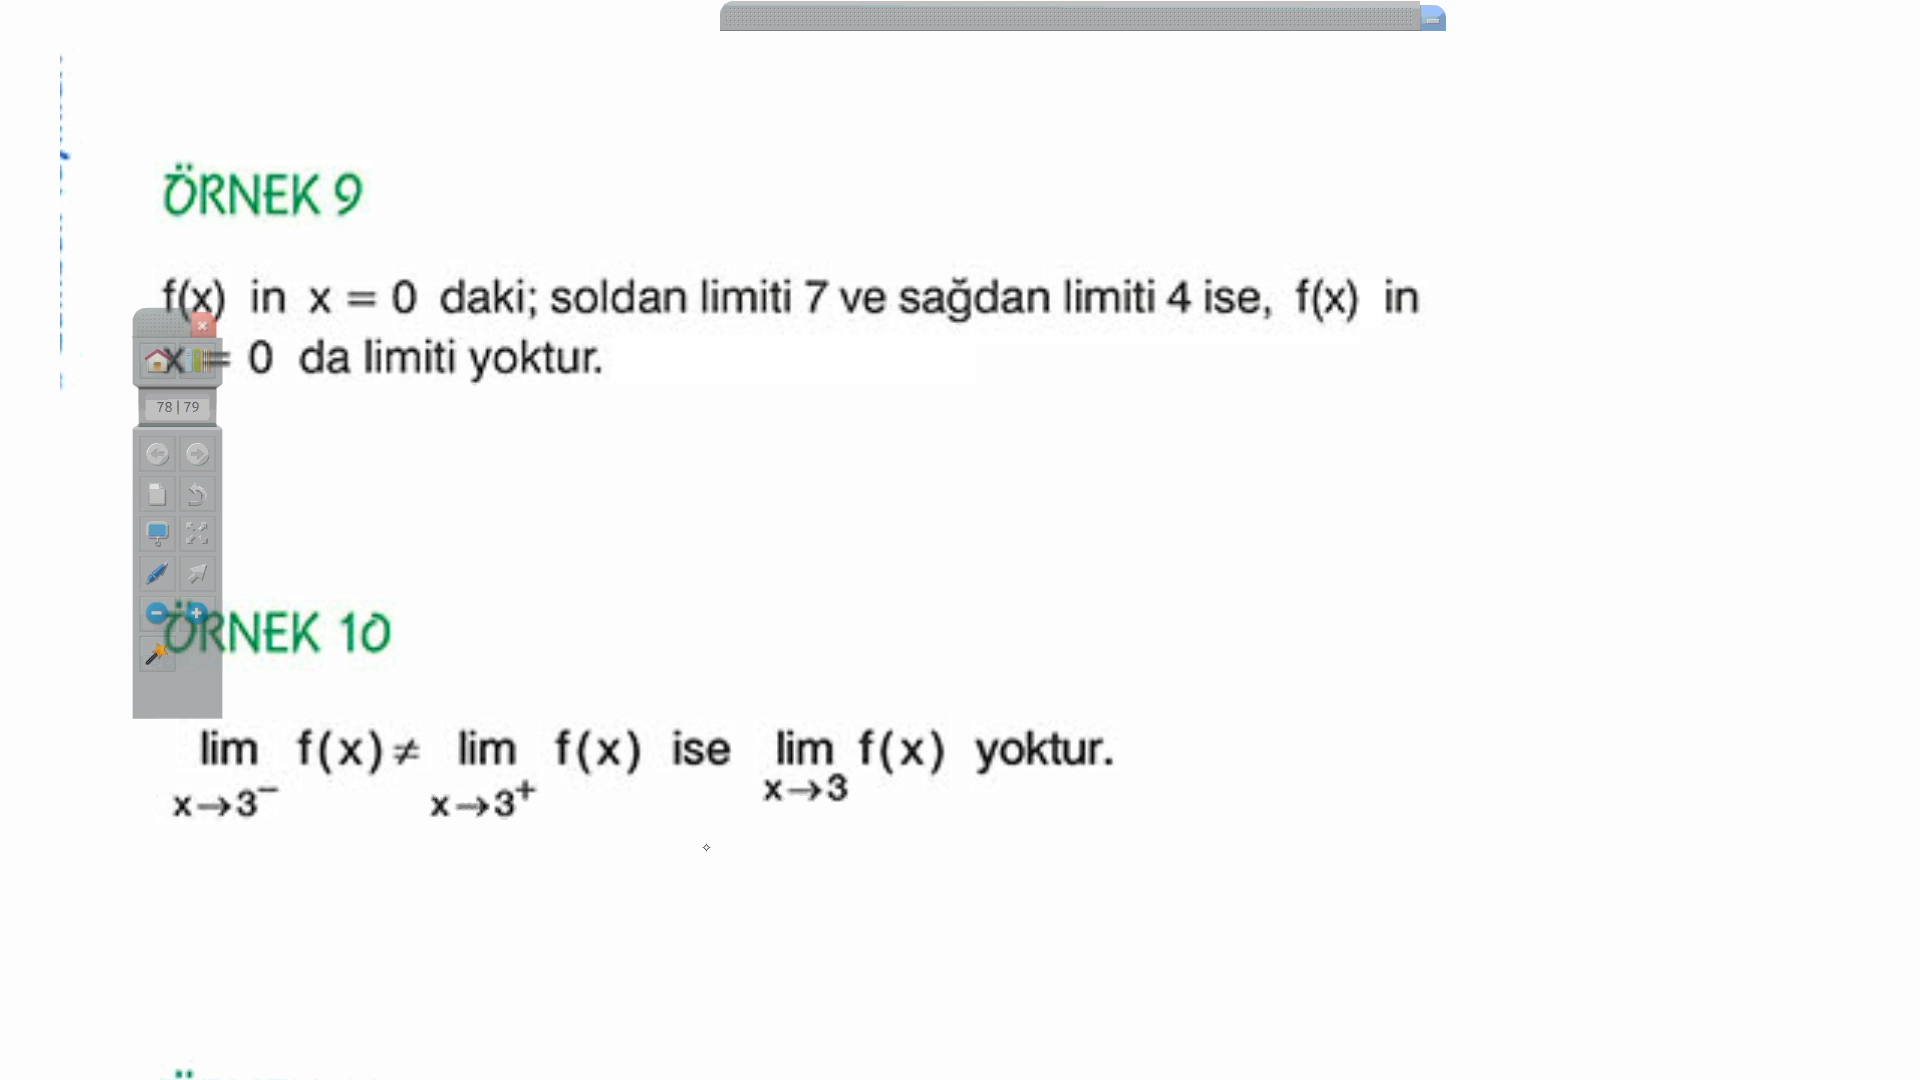 ÖRNEK 9
f(x) in x = 0 daki; soldan limiti 7 ve sağdan limiti 4 ise, f(x) in
x = 0 da limiti yoktur.
78|79
ÖRNEK 10
lim f(x) ≠ lim f(x) ise lim f(x) yoktur.
x→3⁻ x→3⁺ x→3